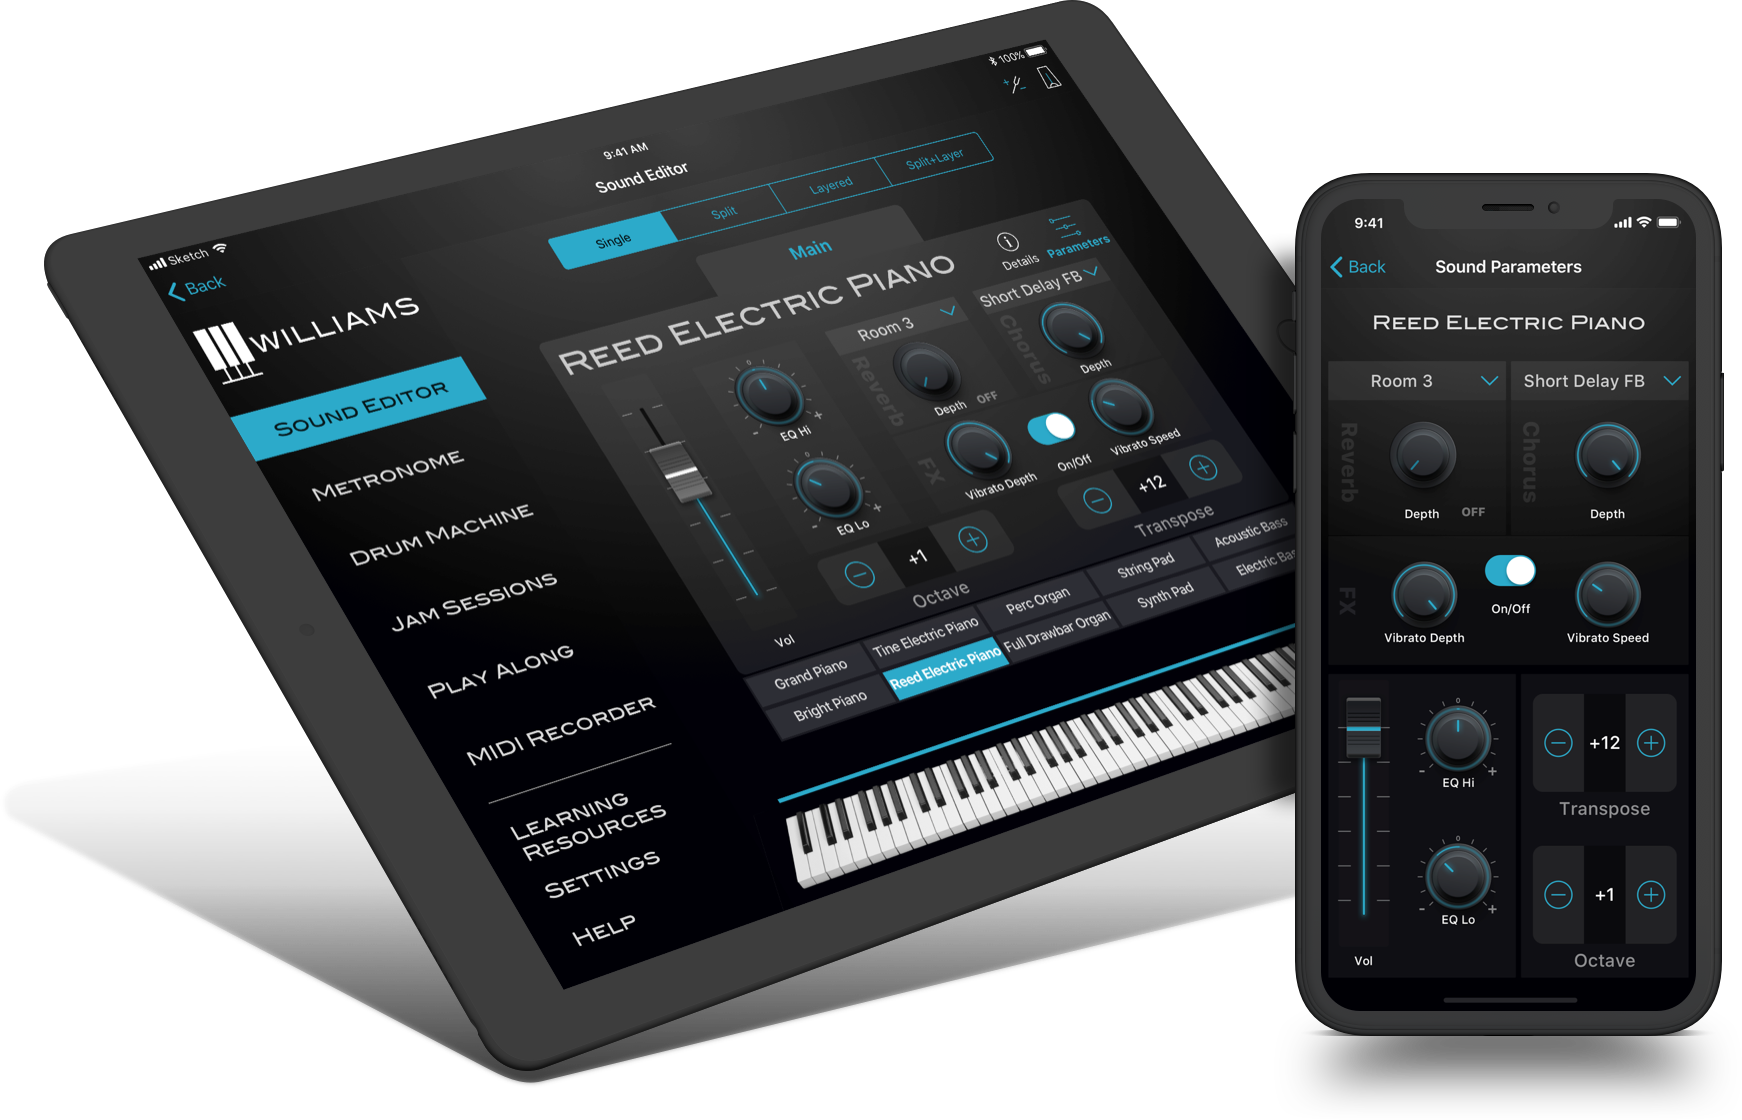 Sketch
9:41 AM
100%
Back
Sound Editor
WILLIAMS
Single
Split
Layered
Split+Layer
Main
SOUND EDITOR
METRONOME
DRUM MACHINE
JAM SESSIONS
PLAY ALONG
MIDI RECORDER
LEARNING
RESOURCES
SETTINGS
HELP
REED ELECTRIC PIANO
Details
Parameters
Room 3
Short Delay FB
Reverb
Depth OFF
Chorus
Depth
0
- +
EQ Hi
0
- +
EQ Lo
FX
Vibrato Depth
On/Off
Vibrato Speed
Vol
+1
Octave
+12
Transpose
Grand Piano
Tine Electric Piano
Perc Organ
String Pad
Acoustic Bass
Bright Piano
Reed Electric Piano
Full Drawbar Organ
Synth Pad
Electric Bas
9:41
Back
Sound Parameters
REED ELECTRIC PIANO
Room 3
Short Delay FB
Reverb
Depth OFF
Chorus
Depth
FX
Vibrato Depth
On/Off
Vibrato Speed
0
- +
EQ Hi
0
- +
EQ Lo
Vol
+12
Transpose
+1
Octave